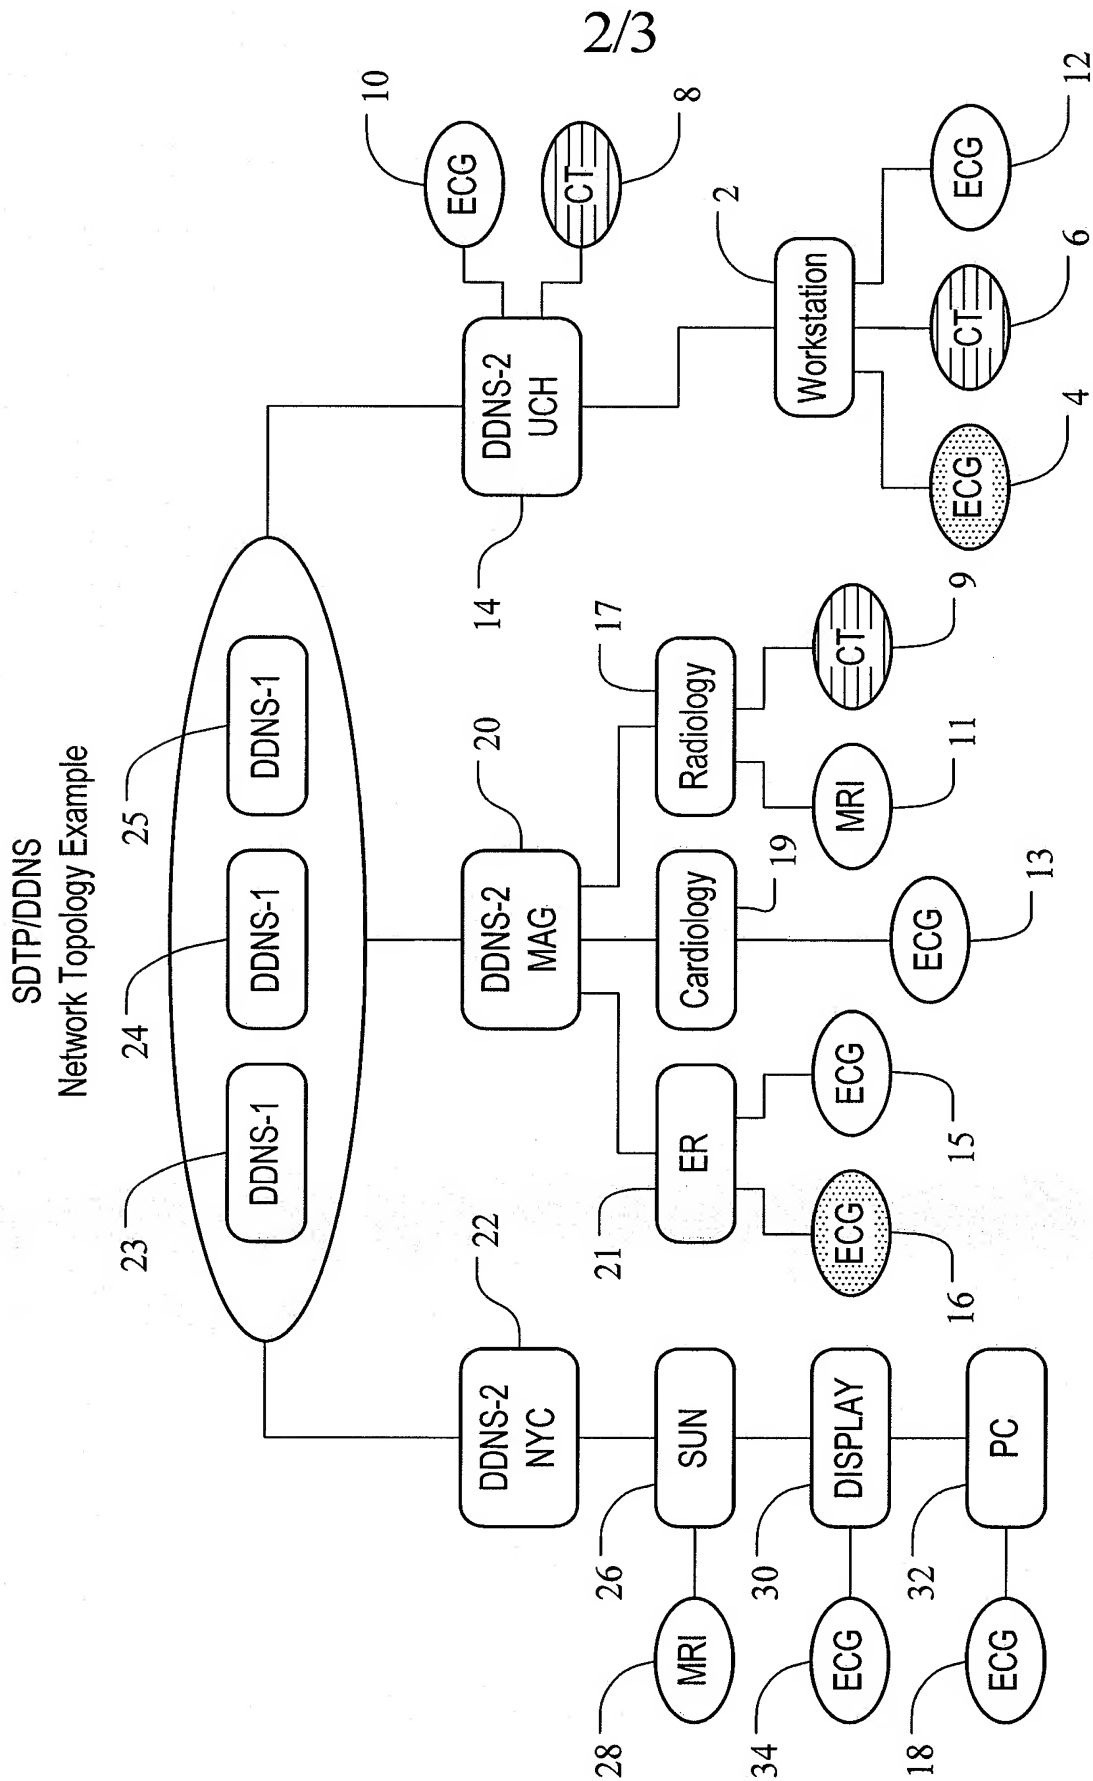 2/3
SDTP/DDNS
Network Topology Example
23
24
25
DDNS-1
DDNS-1
DDNS-1
22
20
14
10
8
DDNS-2
NYC
DDNS-2
MAG
DDNS-2
UCH
ECG
CT
26
21
19
17
2
SUN
ER
Cardiology
Radiology
Workstation
28
MRI
30
DISPLAY
34
ECG
16
ECG
15
ECG
13
ECG
11
MRI
9
CT
4
ECG
6
CT
12
ECG
32
PC
18
ECG